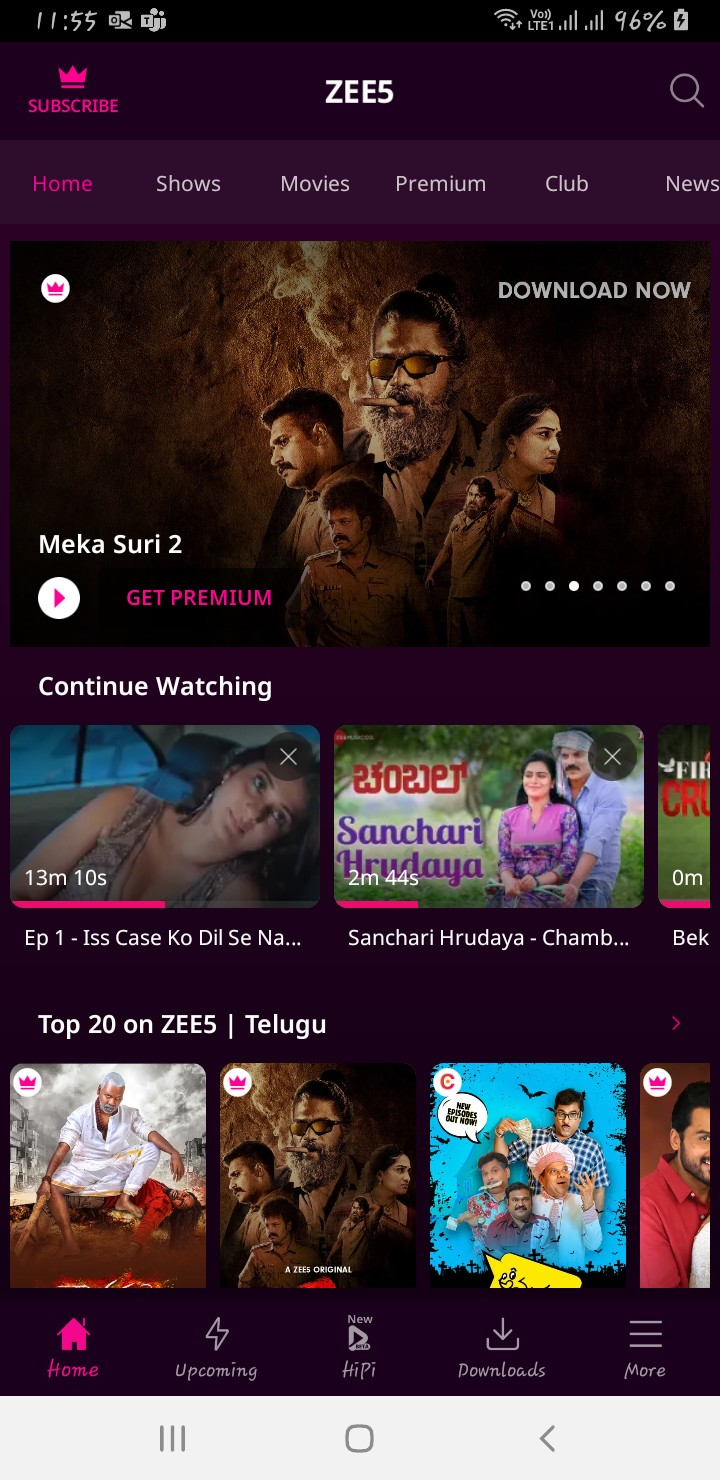 11:55
Vo))
LTE1
96%
SUBSCRIBE
ZEE5
Home Shows Movies Premium Club News
DOWNLOAD NOW
Meka Suri 2
GET PREMIUM
Continue Watching
ಚಂಬಲ್
Sanchari
Hrudaya
13m 10s
2m 44s
0m
Ep 1 - Iss Case Ko Dil Se Na...
Sanchari Hrudaya - Chamb...
Bek
Top 20 on ZEE5 | Telugu
NEW
EPISODES
OUT NOW!
A ZEE5 ORIGINAL
New
BETA
Home Upcoming HiPi Downloads More